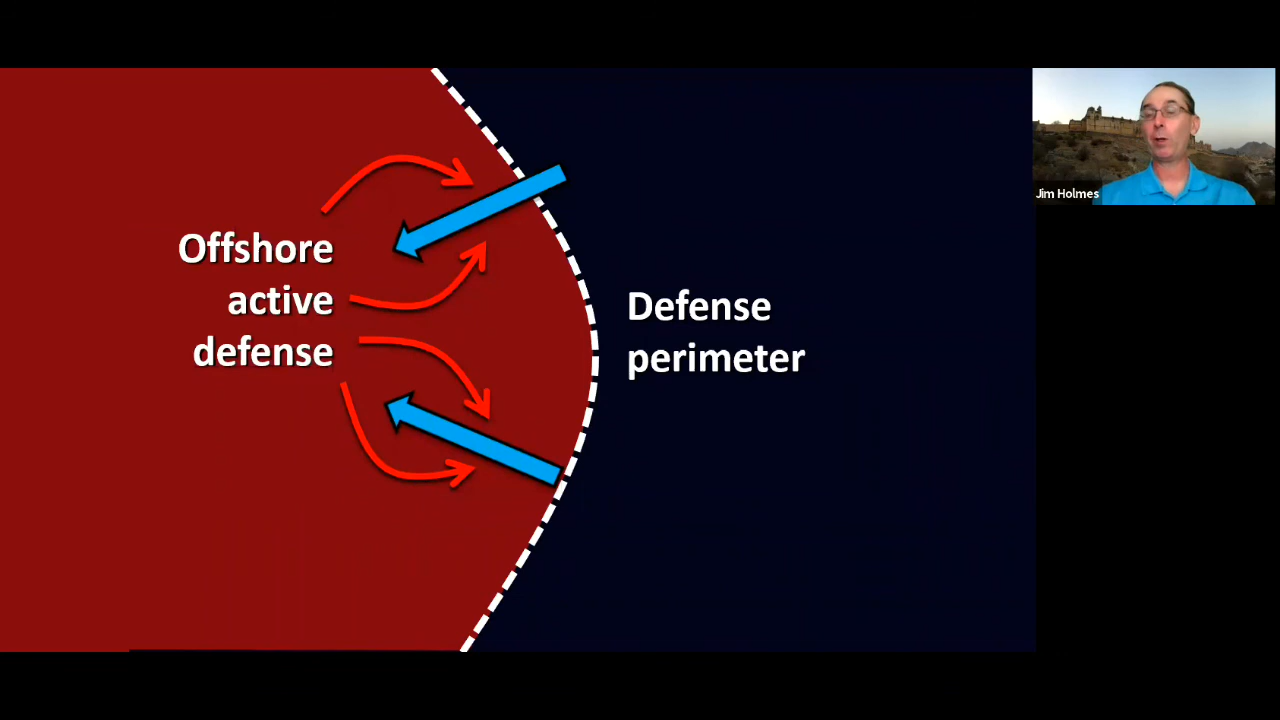 Offshore
active
defense
Defense
perimeter
Jim Holmes